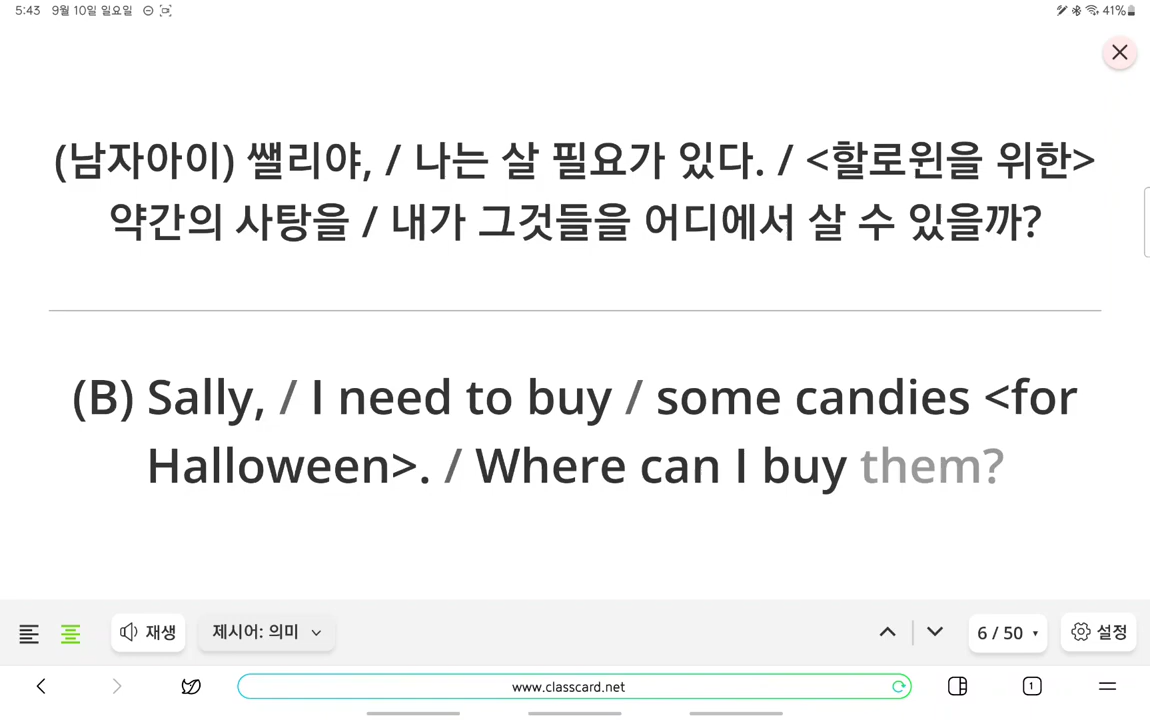 5:43 9월 10일 일요일 41%
(남자아이) 쌜리야, / 나는 살 필요가 있다. / <할로윈을 위한>
약간의 사탕을 / 내가 그것들을 어디에서 살 수 있을까?
(B) Sally, / I need to buy / some candies <for
Halloween>. / Where can I buy them?
재생 제시어: 의미 6 / 50 설정
www.classcard.net 1